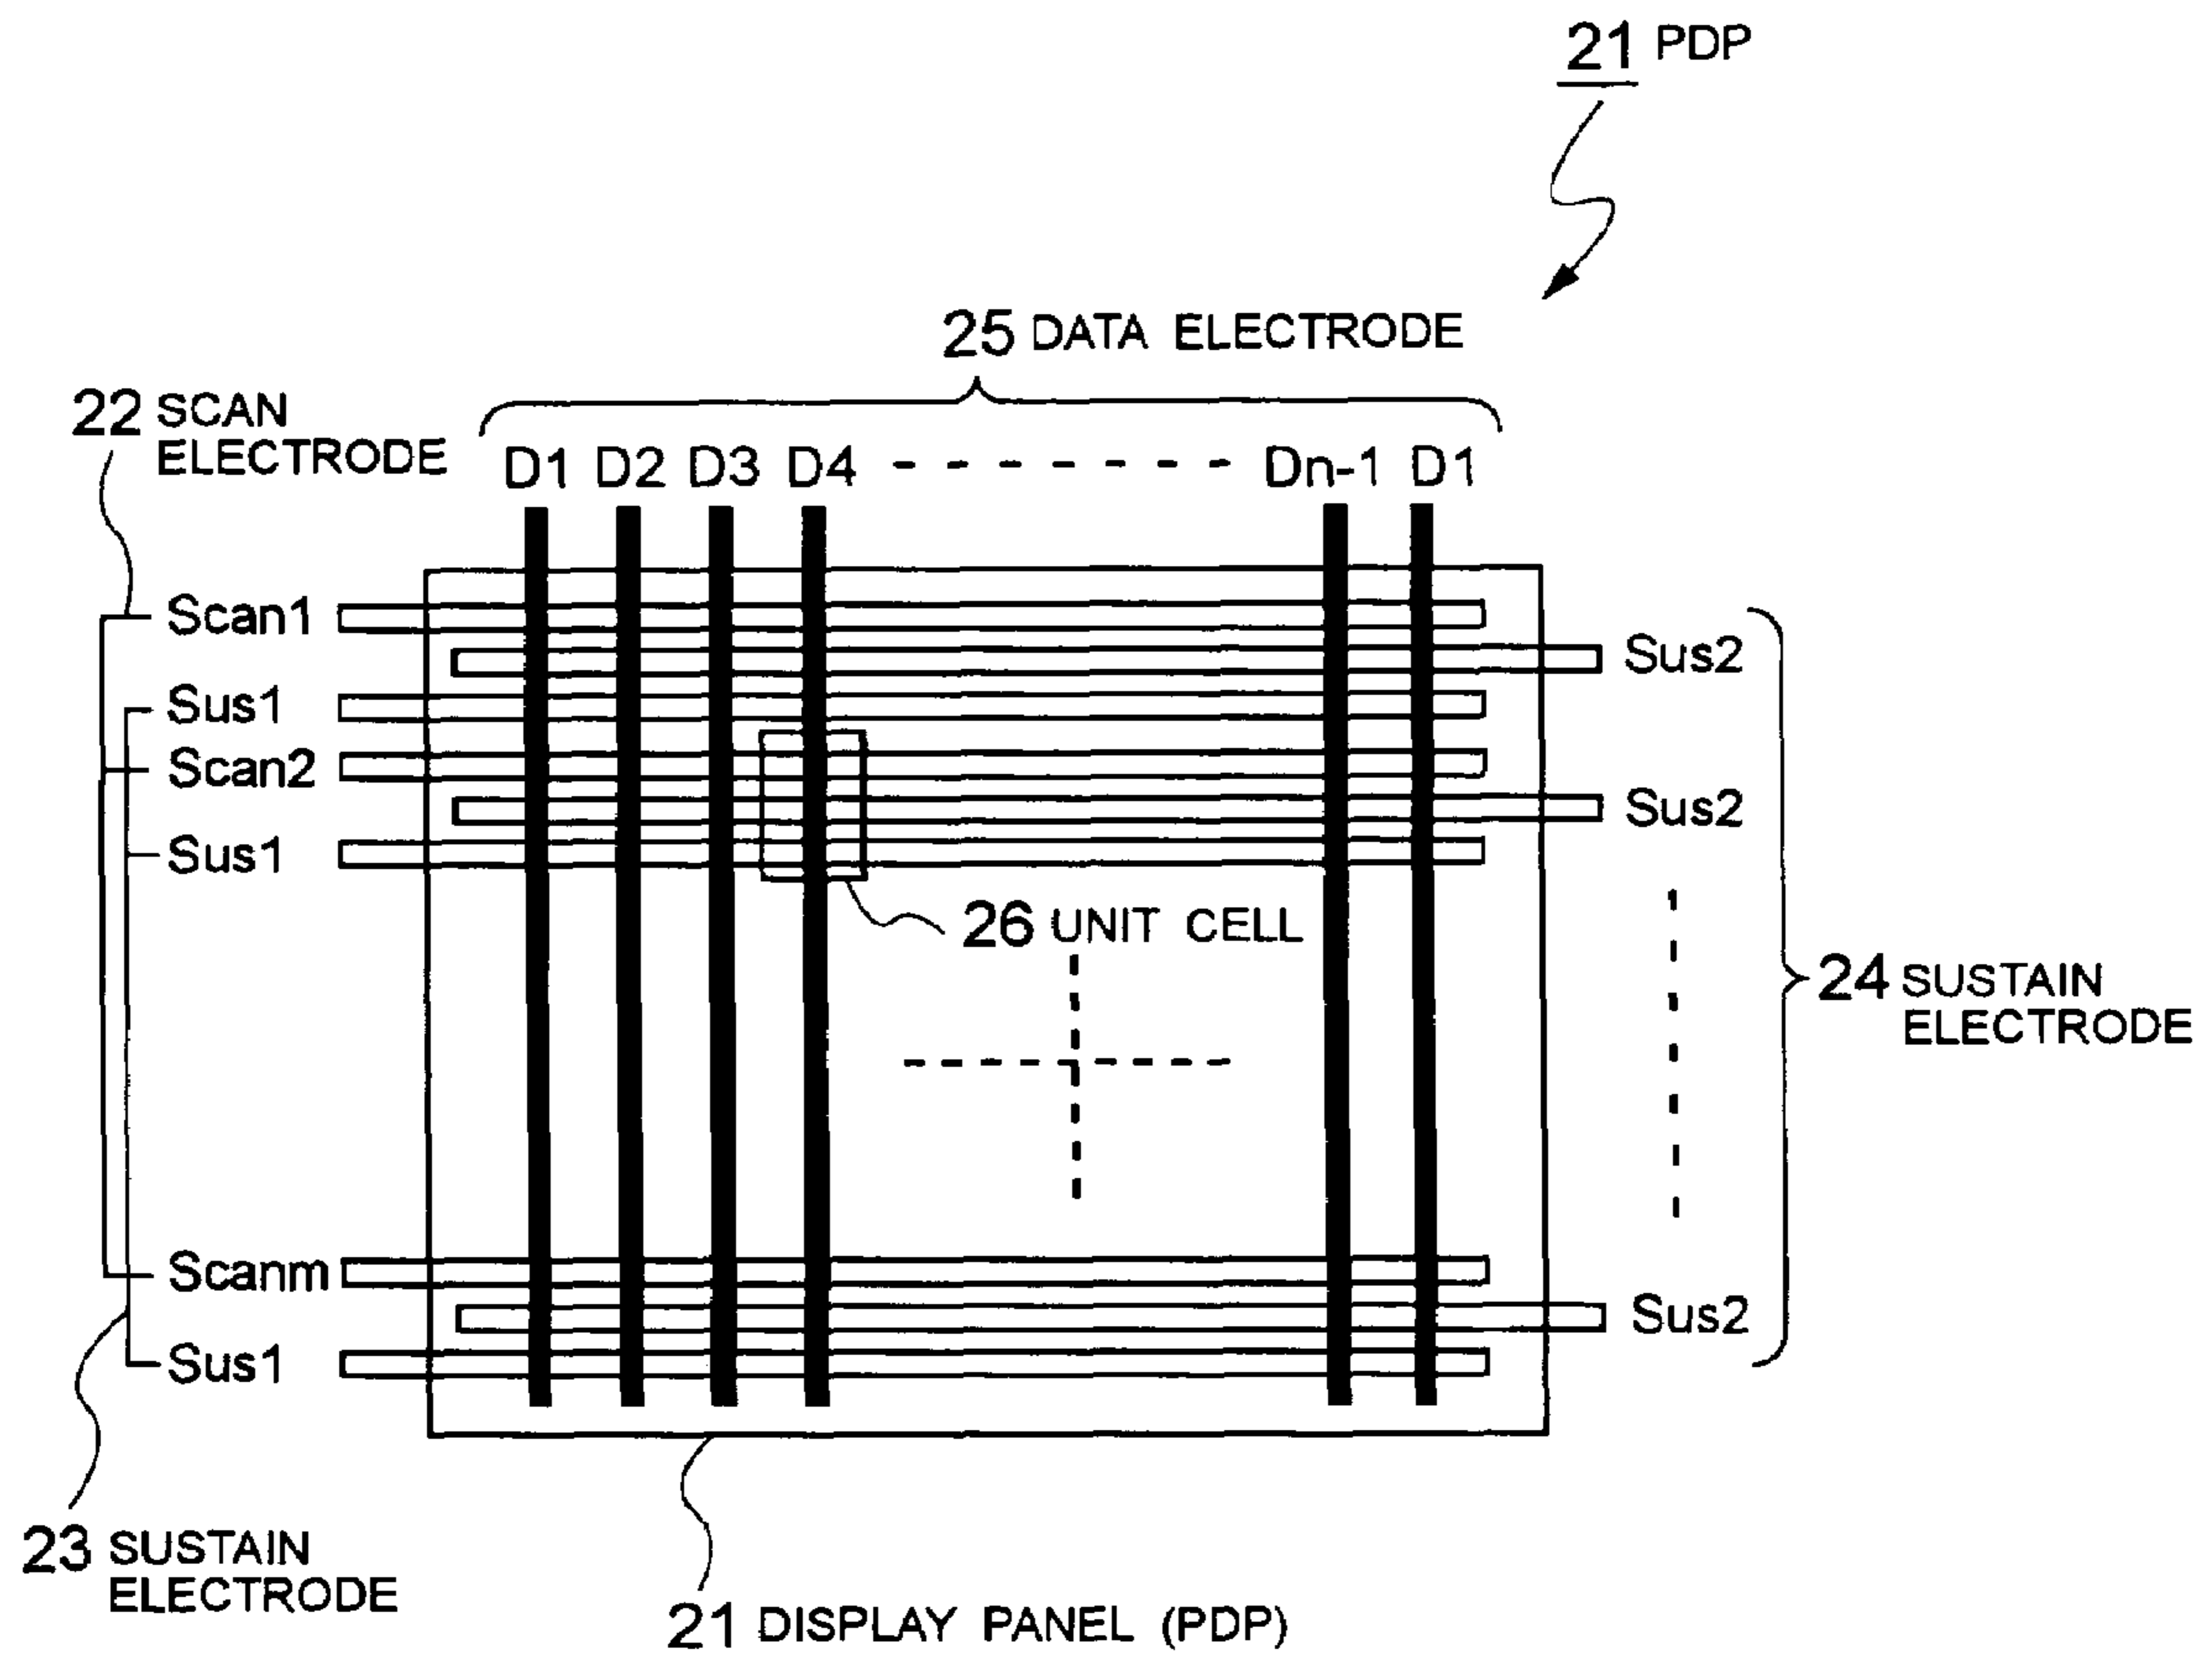 21 PDP
25 DATA ELECTRODE
22 SCAN
ELECTRODE
D1 D2 D3 D4 - - - - - - - Dn-1 D1
Scan1
Sus2
Sus1
Scan2
Sus2
Sus1
26 UNIT CELL
24 SUSTAIN
ELECTRODE
Scanm
Sus2
Sus1
23 SUSTAIN
ELECTRODE
21 DISPLAY PANEL (PDP)